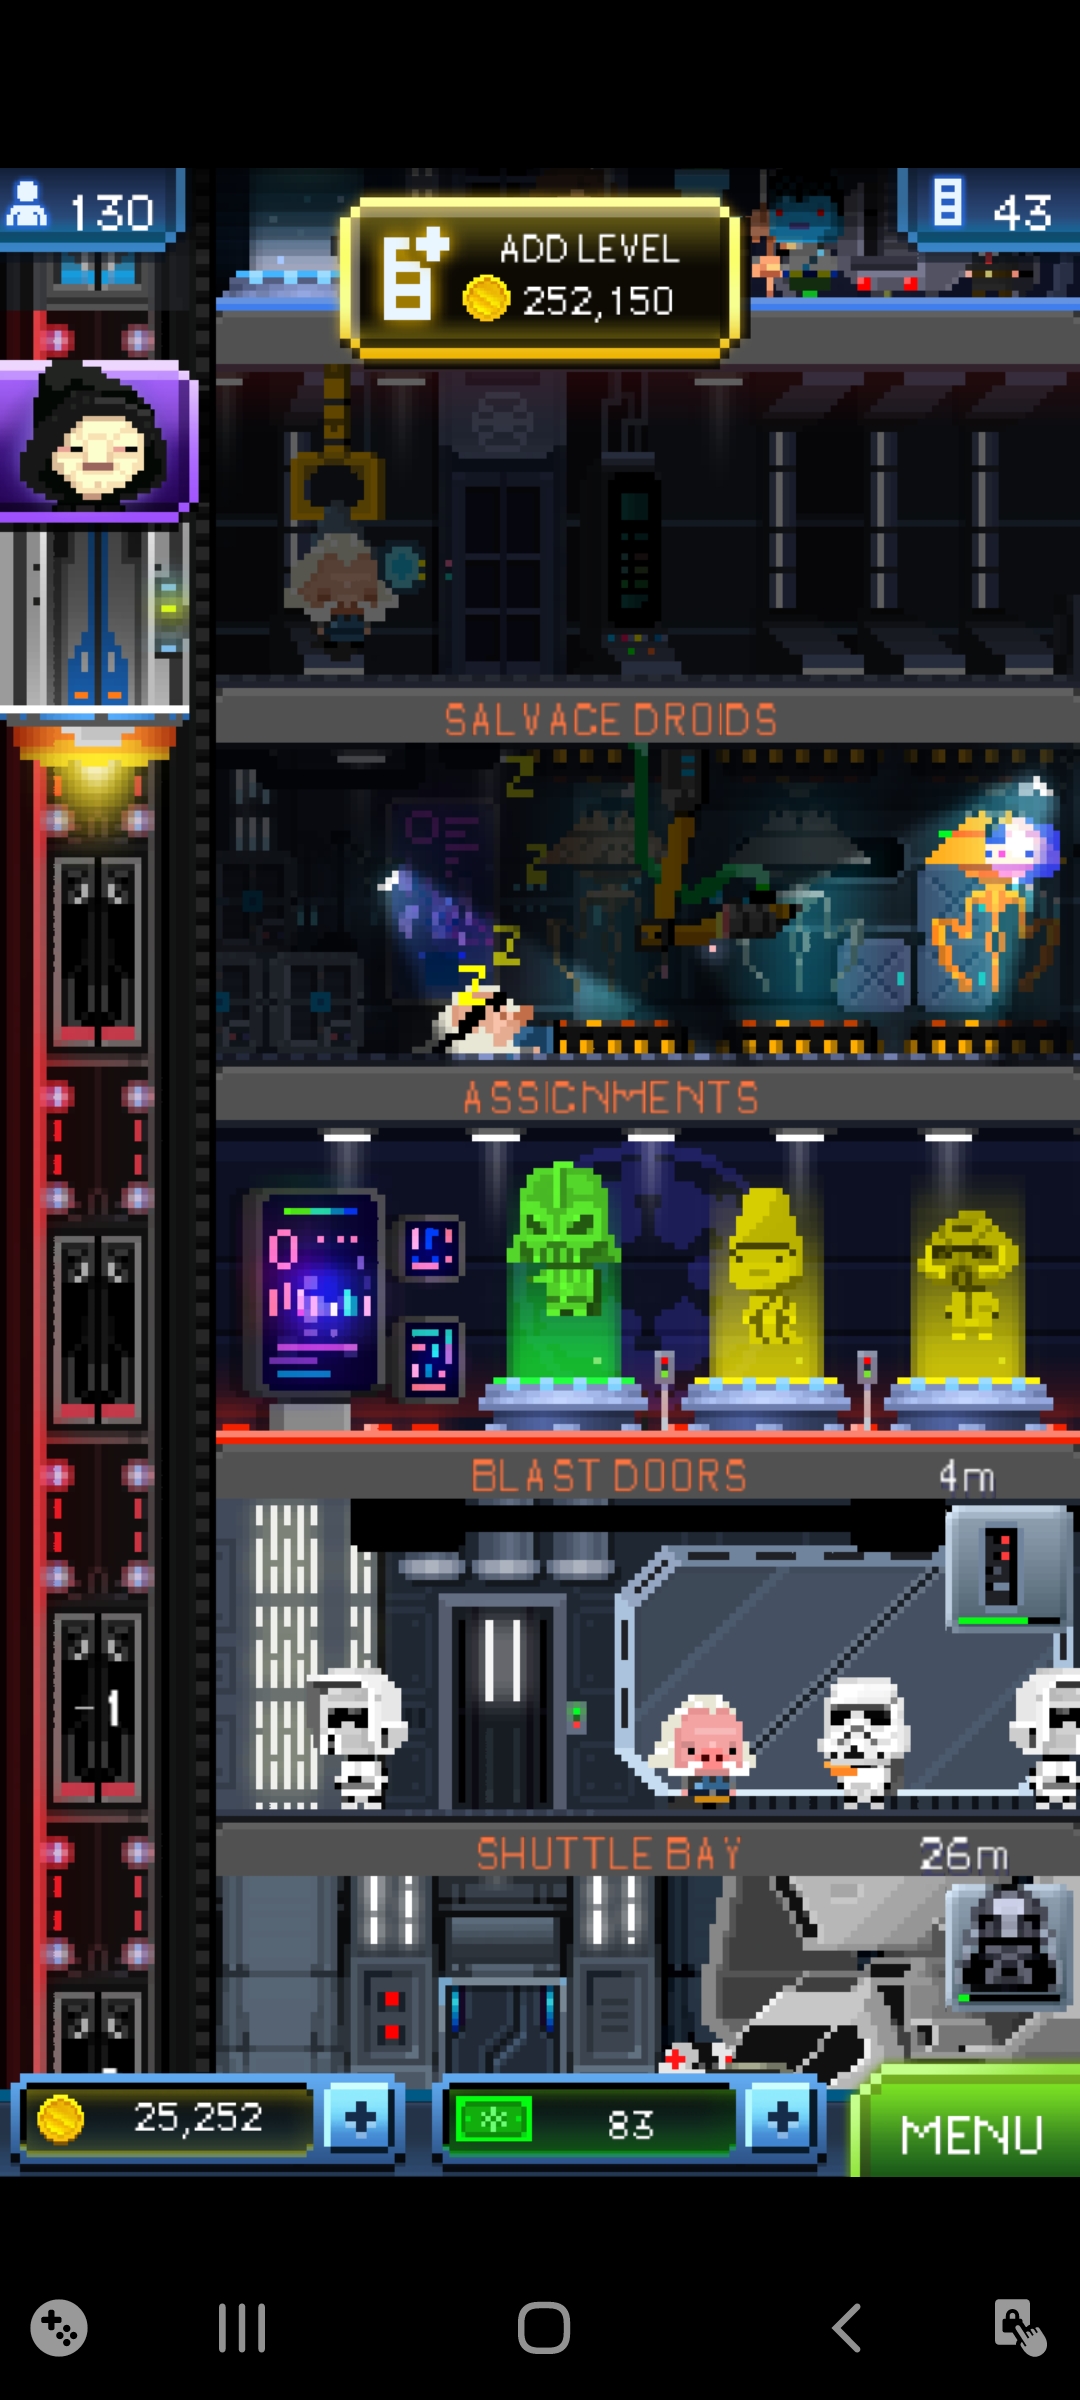 130
43
ADD LEVEL
252,150
SALVAGE DROIDS
Z
Z
Z
Z
ASSIGNMENTS
BLAST DOORS 4m
-1
SHUTTLE BAY 26m
25,252
83
MENU